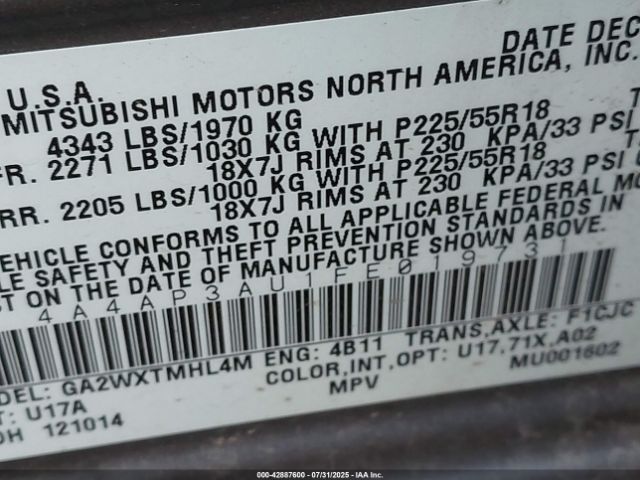 U.S.A. DATE DEC
MITSUBISHI MOTORS NORTH AMERICA, INC.
4343 LBS/1970 KG
FR. 2271 LBS/1030 KG WITH P225/55R18
18X7J RIMS AT 230 KPA/33 PSI
RR. 2205 LBS/1000 KG WITH P225/55R18
18X7J RIMS AT 230 KPA/33 PSI
VEHICLE CONFORMS TO ALL APPLICABLE FEDERAL MO
LE SAFETY AND THEFT PREVENTION STANDARDS IN
ST ON THE DATE OF MANUFACTURE SHOWN ABOVE.
4A4AP3AU1FE019731
DEL: GA2WXTMHL4M ENG: 4B11 TRANS,AXLE: F1CJC
COLOR,INT,OPT: U17,71X,A02
T: U17A MPV MU001602
OH 121014
000-42887600 - 07/31/2025 - Copyright © 2025 IAA, Inc.